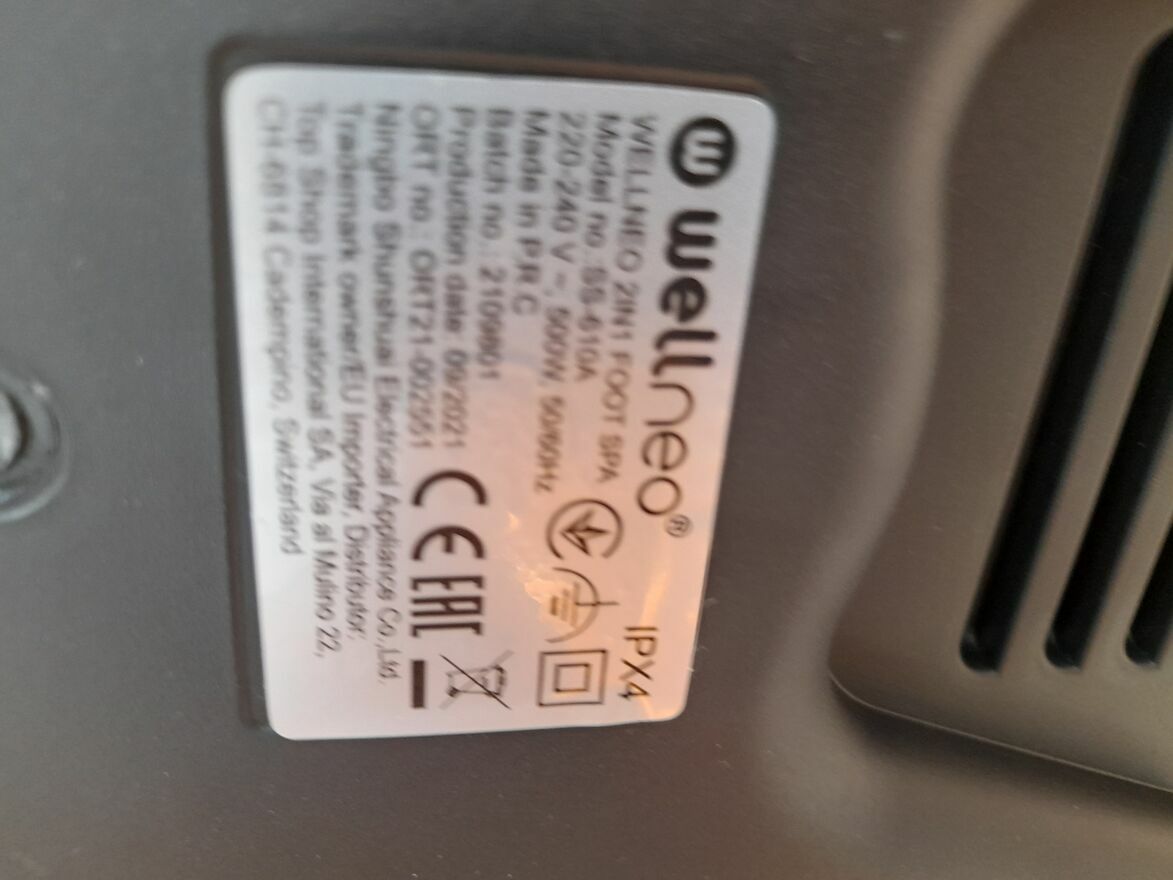 wellneo®
WELLNEO 2IN1 FOOT SPA
IPX4
Model no.:SS-610A
220-240 V ~, 500W, 50/60Hz
Made in P.R.C
Batch no.: 2109801
Production date: 09/2021
ORT no.: ORT21-002551
CE EAC
Ningbo Shunshuai Electrical Appliance Co.,Ltd.
Trademark owner/EU Importer, Distributor:
Top Shop International SA, Via al Mulino 22,
CH-6814 Cadempino, Switzerland